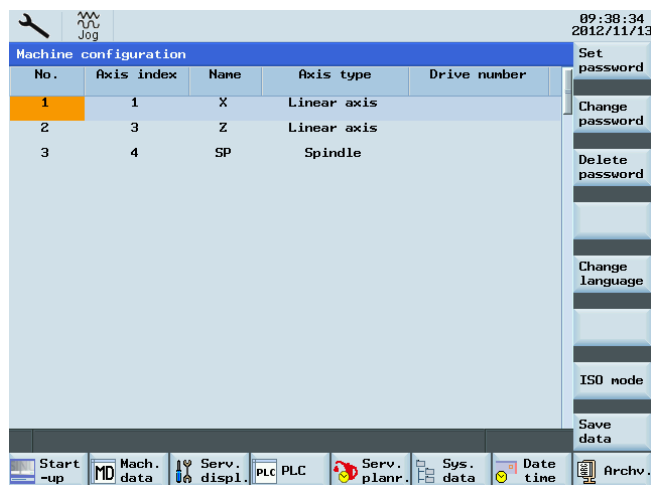 Jog
09:38:34
2012/11/13
Machine configuration
No. Axis index Name Axis type Drive number
1 1 X Linear axis
2 3 Z Linear axis
3 4 SP Spindle
Set
password
Change
password
Delete
password
Change
language
ISO mode
Save
data
Start
-up
MD Mach.
data
Serv.
displ.
PLC PLC
Serv.
planr.
Sys.
data
Date
time
Archv.